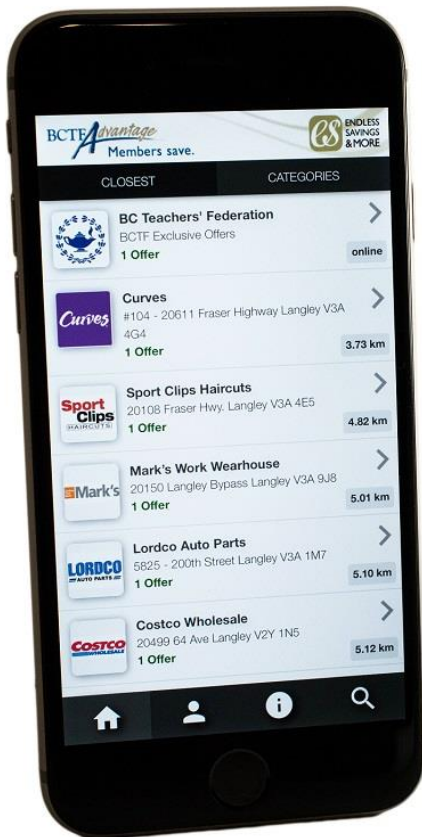 BCTF Advantage
Members save.
es
ENDLESS
SAVINGS
& MORE
CLOSEST
CATEGORIES
BC Teachers' Federation
BCTF Exclusive Offers
1 Offer
online
Curves
Curves
#104 - 20611 Fraser Highway Langley V3A
4G4
1 Offer
3.73 km
Sport
Clips
HAIRCUTS
Sport Clips Haircuts
20108 Fraser Hwy. Langley V3A 4E5
1 Offer
4.82 km
Mark's
Mark's Work Wearhouse
20150 Langley Bypass Langley V3A 9J8
1 Offer
5.01 km
LORDCO
AUTO PARTS
Lordco Auto Parts
5825 - 200th Street Langley V3A 1M7
1 Offer
5.10 km
COSTCO
WHOLESALE
Costco Wholesale
20499 64 Ave Langley V2Y 1N5
1 Offer
5.12 km